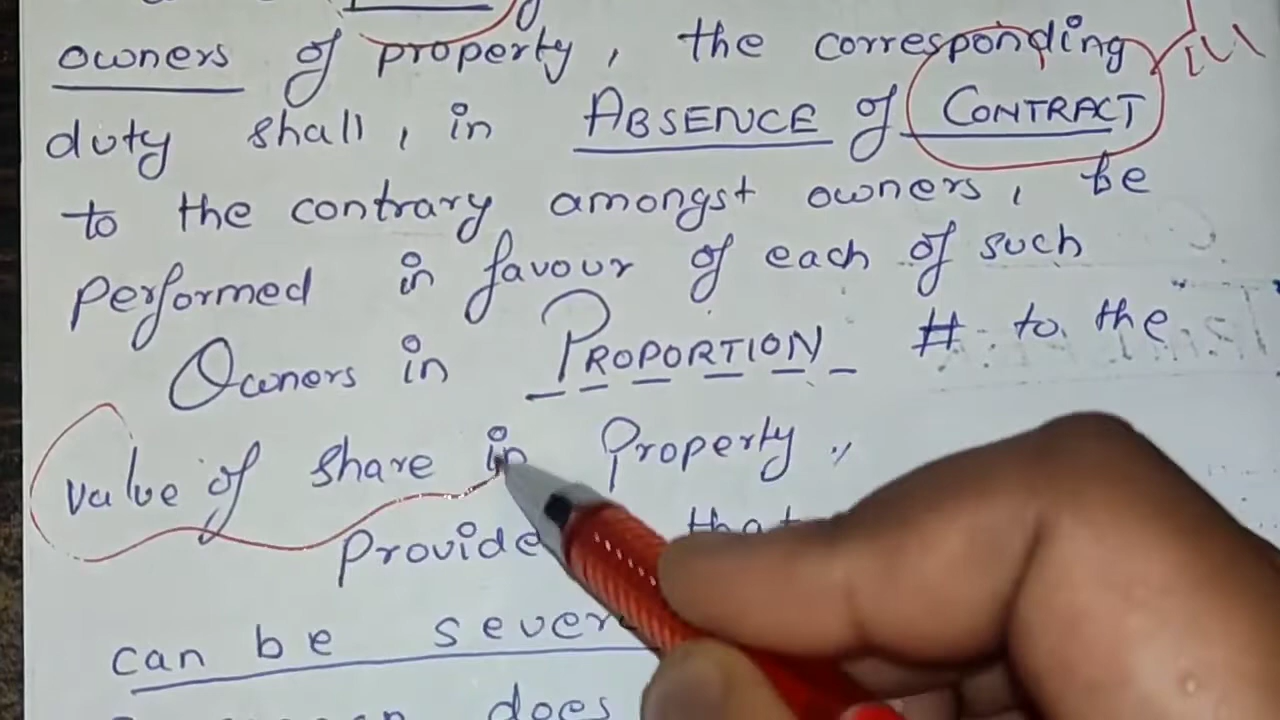 owners of property, the corresponding
duty shall, in ABSENCE of CONTRACT
to the contrary amongst owners, be
performed in favour of each of such
Owners in PROPORTION # to the
value of share in Property,,
Provide that
can be sever
does